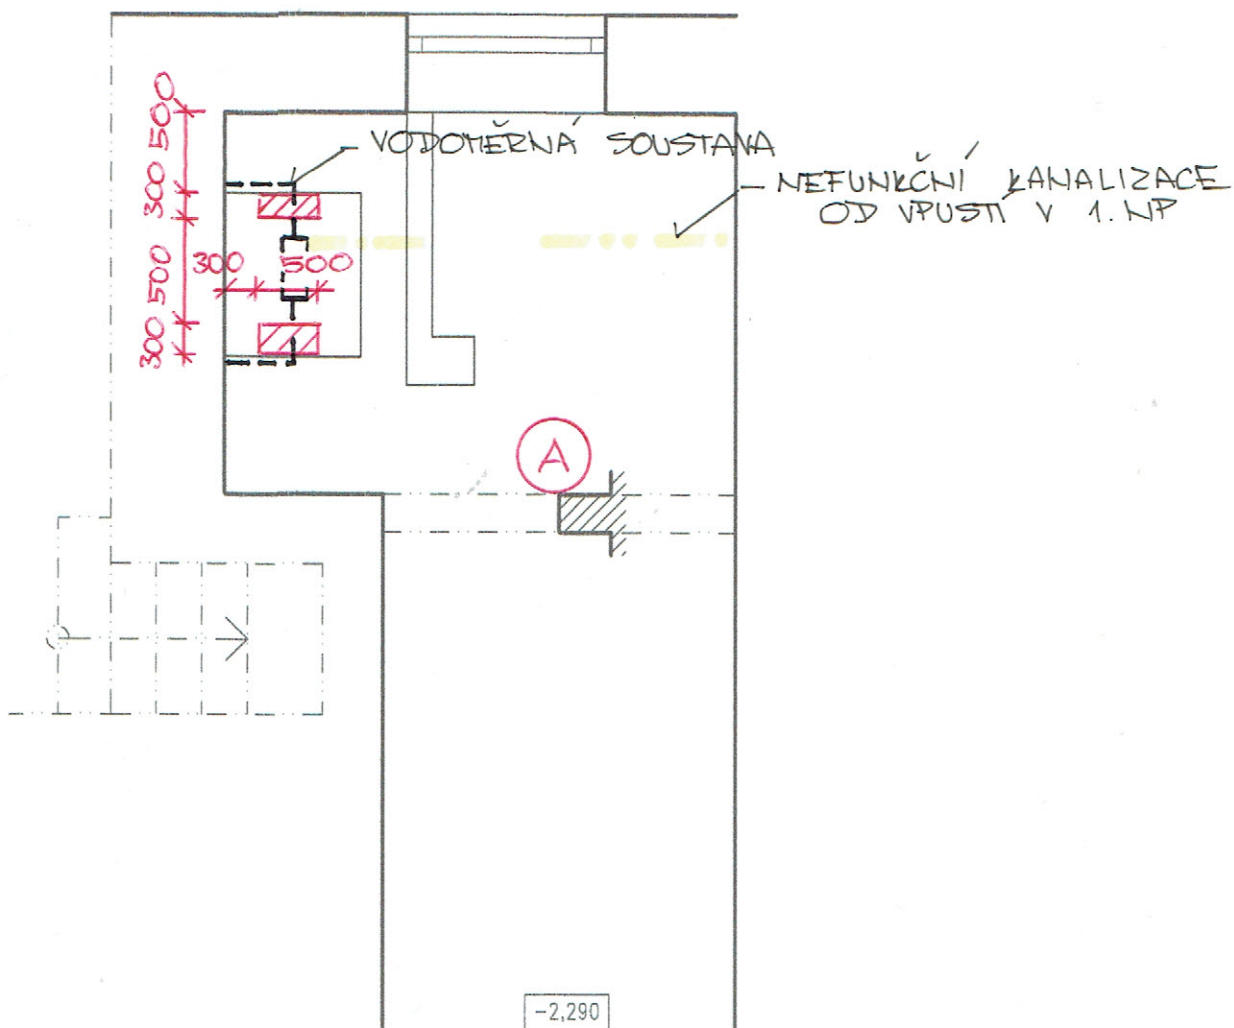 VODOMĚRNÁ SOUSTAVA
NEFUNKČNÍ KANALIZACE
OD VPUSTI V 1. NP
500
300
500
300
300
500
A
-2,290